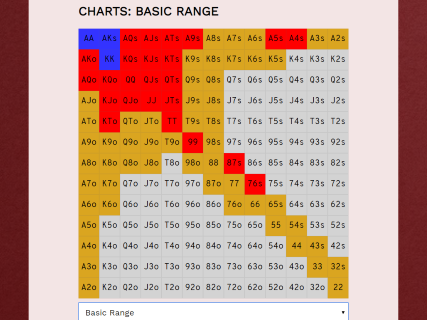 CHARTS: BASIC RANGE
AA AKs AQs AJs ATs A9s A8s A7s A6s A5s A4s A3s A2s
AKo KK KQs KJs KTs K9s K8s K7s K6s K5s K4s K3s K2s
AQo KQo QQ QJs QTs Q9s Q8s Q7s Q6s Q5s Q4s Q3s Q2s
AJo KJo QJo JJ JTs J9s J8s J7s J6s J5s J4s J3s J2s
ATo KTo QTo JTo TT T9s T8s T7s T6s T5s T4s T3s T2s
A9o K9o Q9o J9o T9o 99 98s 97s 96s 95s 94s 93s 92s
A8o K8o Q8o J8o T8o 98o 88 87s 86s 85s 84s 83s 82s
A7o K7o Q7o J7o T7o 97o 87o 77 76s 75s 74s 73s 72s
A6o K6o Q6o J6o T6o 96o 86o 76o 66 65s 64s 63s 62s
A5o K5o Q5o J5o T5o 95o 85o 75o 65o 55 54s 53s 52s
A4o K4o Q4o J4o T4o 94o 84o 74o 64o 54o 44 43s 42s
A3o K3o Q3o J3o T3o 93o 83o 73o 63o 53o 43o 33 32s
A2o K2o Q2o J2o T2o 92o 82o 72o 62o 52o 42o 32o 22
Basic Range